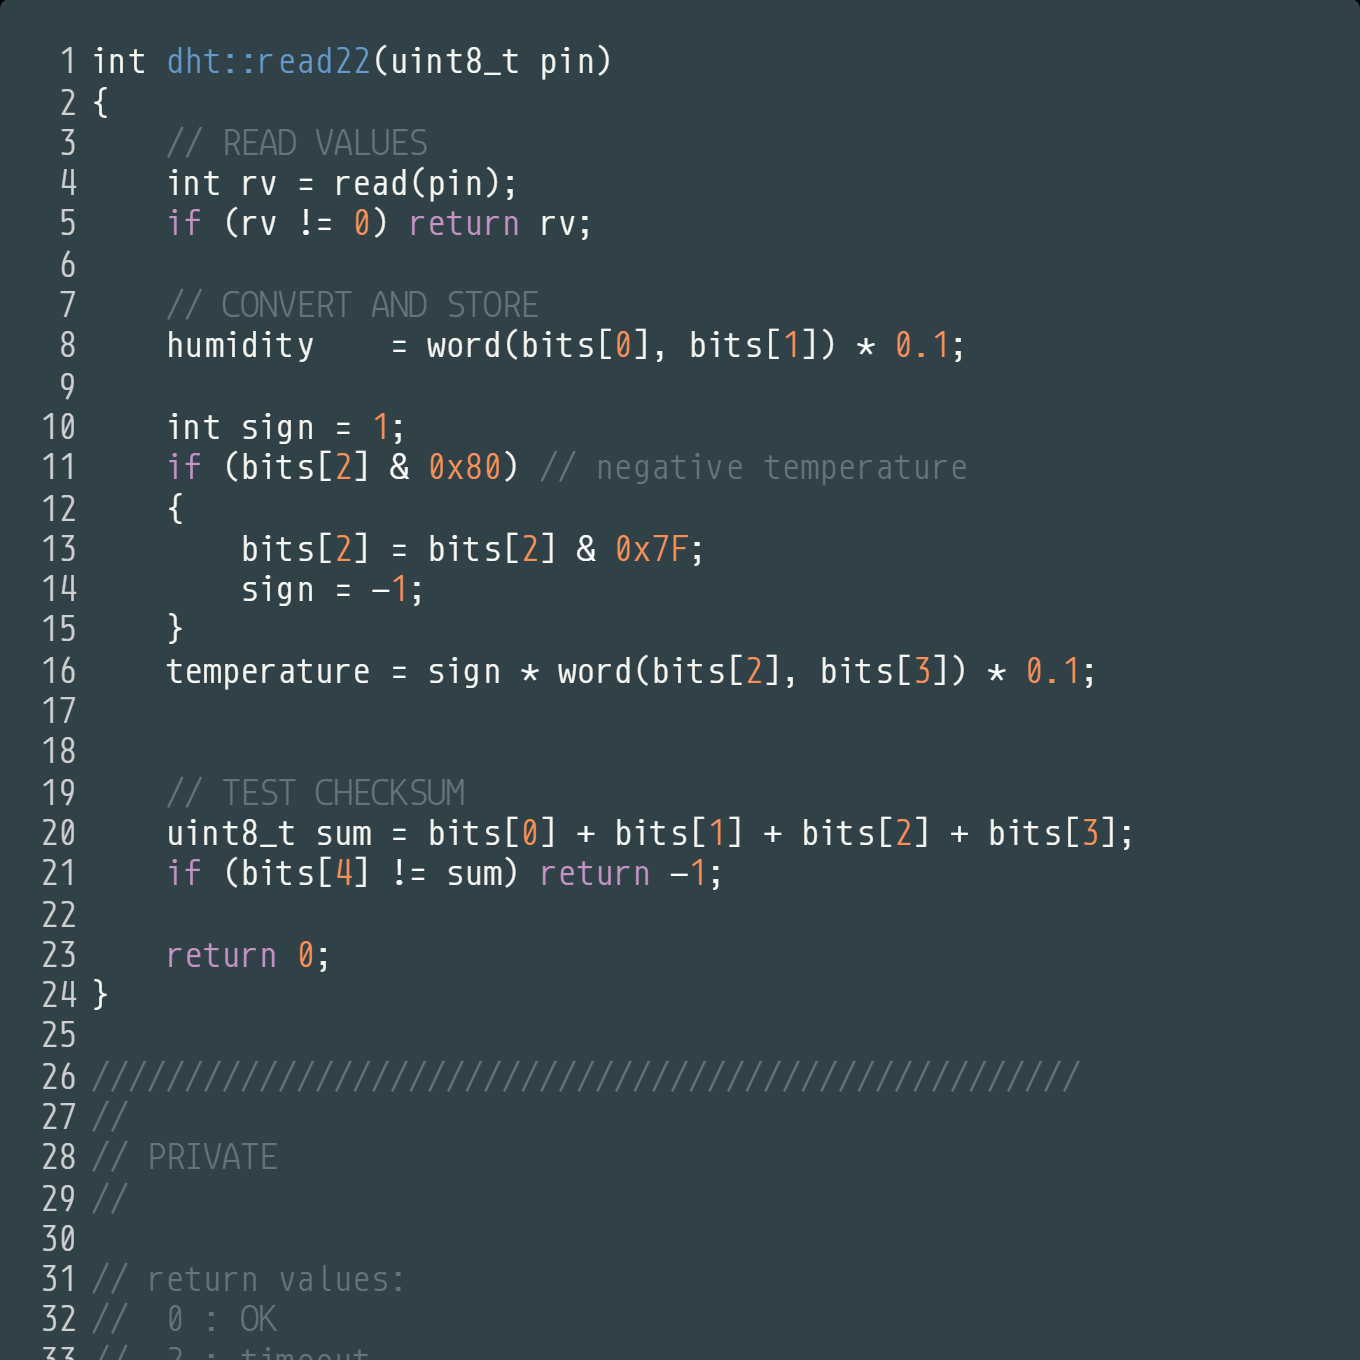 1 int dht::read22(uint8_t pin)
2 {
3     // READ VALUES
4     int rv = read(pin);
5     if (rv != 0) return rv;
6
7     // CONVERT AND STORE
8     humidity    = word(bits[0], bits[1]) * 0.1;
9
10     int sign = 1;
11     if (bits[2] & 0x80) // negative temperature
12     {
13         bits[2] = bits[2] & 0x7F;
14         sign = -1;
15     }
16     temperature = sign * word(bits[2], bits[3]) * 0.1;
17
18
19     // TEST CHECKSUM
20     uint8_t sum = bits[0] + bits[1] + bits[2] + bits[3];
21     if (bits[4] != sum) return -1;
22
23     return 0;
24 }
25
26 /////////////////////////////////////////////////////
27 //
28 // PRIVATE
29 //
30
31 // return values:
32 //  0 : OK
33 //  2 : timeout